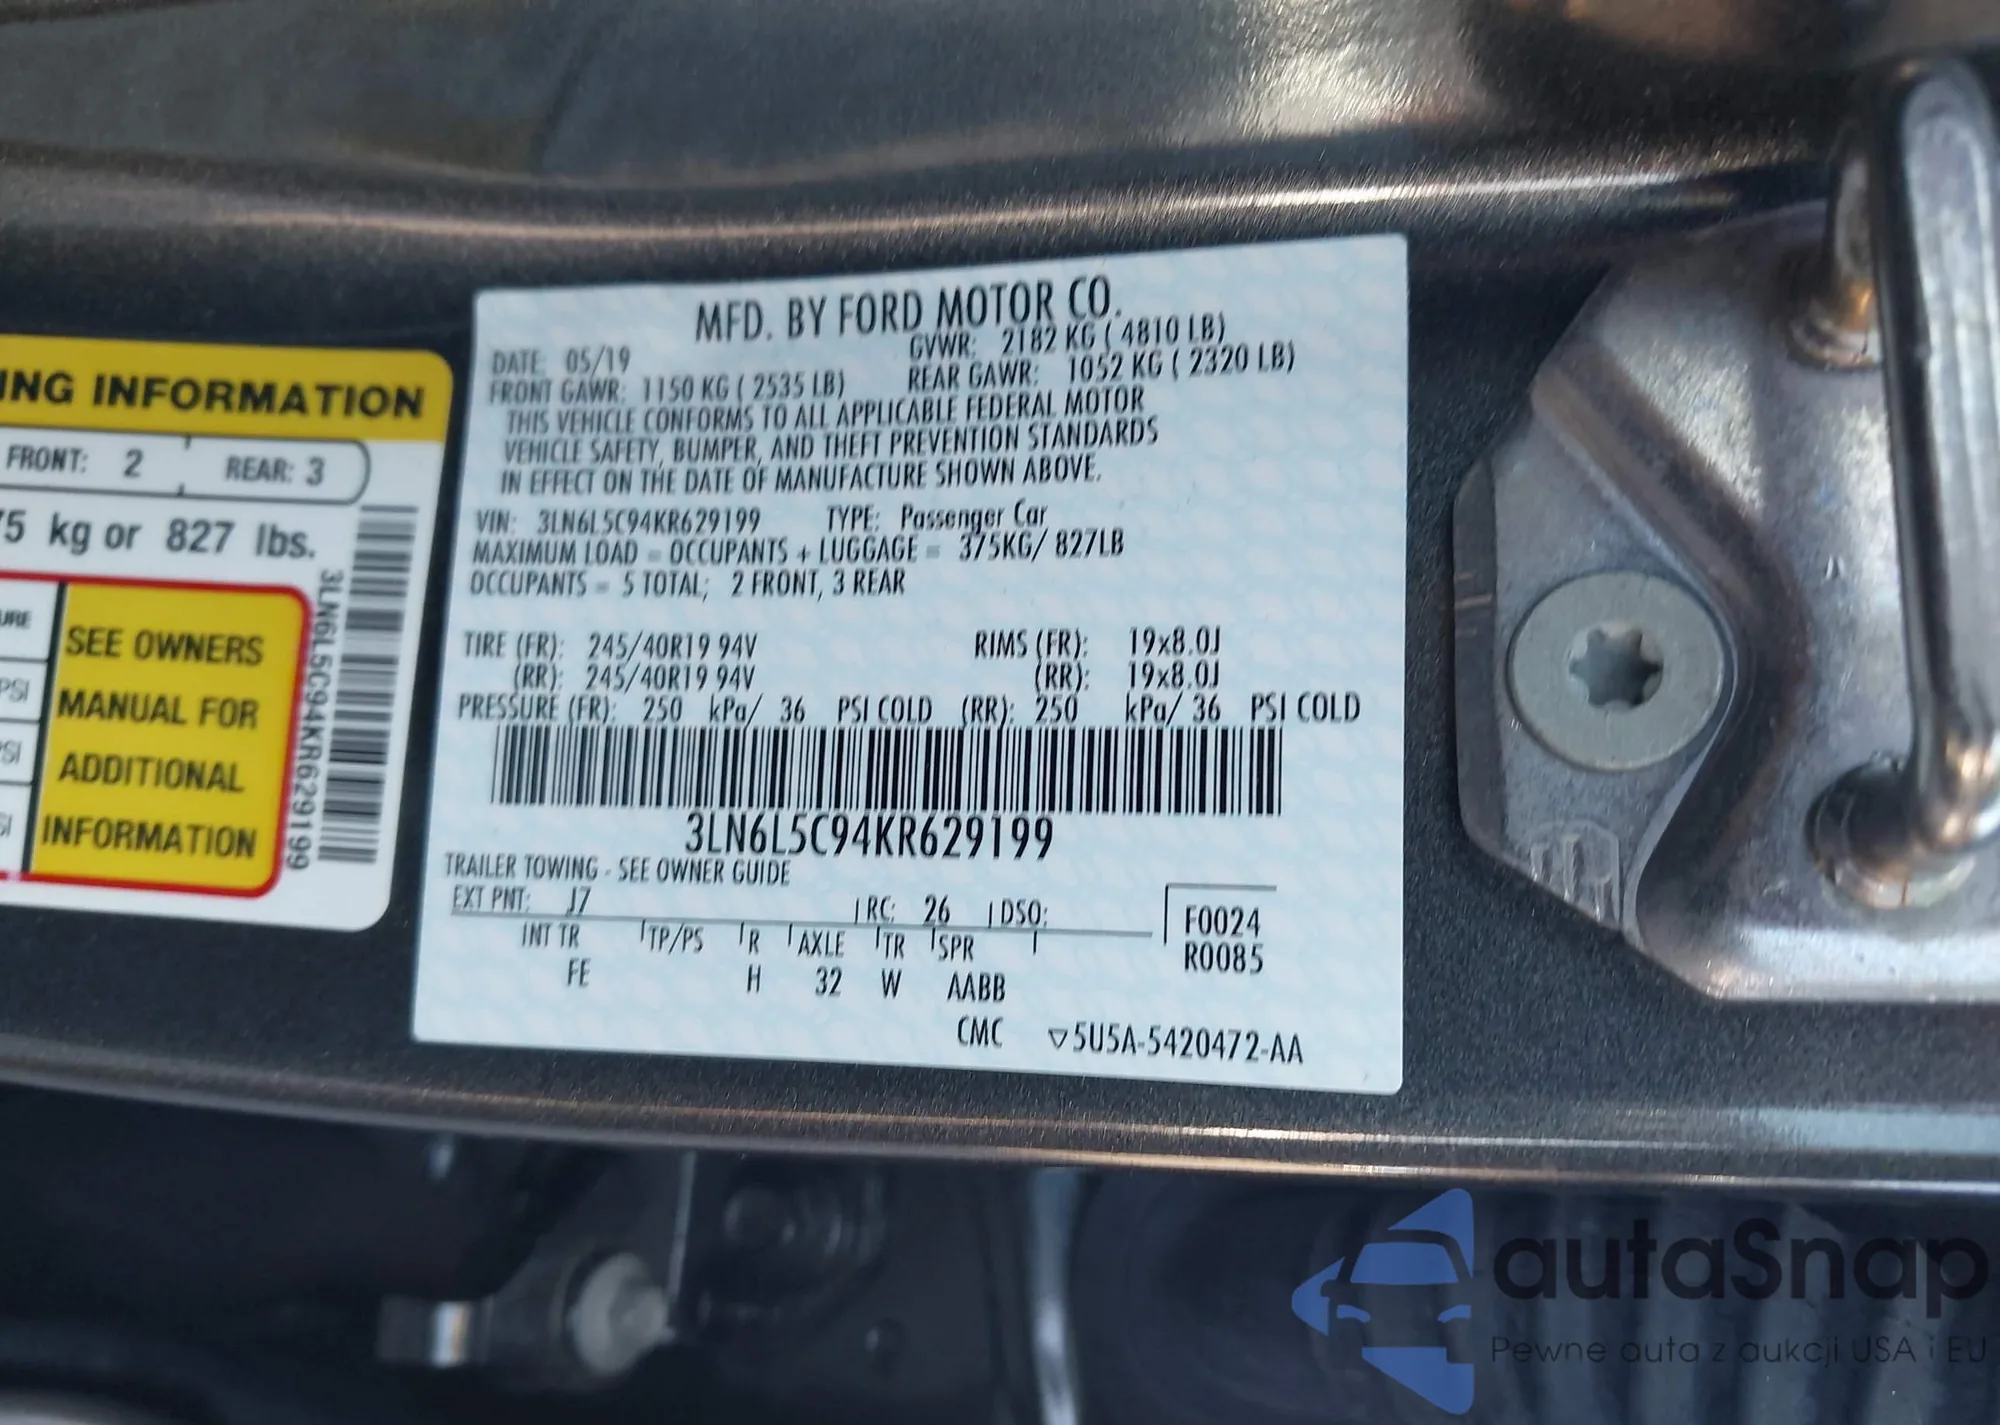 ING INFORMATION
FRONT: 2 REAR: 3
75 kg or 827 lbs.
SEE OWNERS
MANUAL FOR
ADDITIONAL
INFORMATION
3LN6L5C94KR629199
MFD. BY FORD MOTOR CO.
DATE: 05/19 GVWR: 2182 KG ( 4810 LB)
FRONT GAWR: 1150 KG ( 2535 LB) REAR GAWR: 1052 KG ( 2320 LB)
THIS VEHICLE CONFORMS TO ALL APPLICABLE FEDERAL MOTOR
VEHICLE SAFETY, BUMPER, AND THEFT PREVENTION STANDARDS
IN EFFECT ON THE DATE OF MANUFACTURE SHOWN ABOVE.
VIN: 3LN6L5C94KR629199 TYPE: Passenger Car
MAXIMUM LOAD = OCCUPANTS + LUGGAGE = 375KG/ 827LB
OCCUPANTS = 5 TOTAL; 2 FRONT, 3 REAR
TIRE (FR): 245/40R19 94V RIMS (FR): 19x8.0J
(RR): 245/40R19 94V (RR): 19x8.0J
PRESSURE (FR): 250 kPa/ 36 PSI COLD (RR): 250 kPa/ 36 PSI COLD
3LN6L5C94KR629199
TRAILER TOWING - SEE OWNER GUIDE
EXT PNT: J7 RC: 26 DSO:
INT TR TP/PS R AXLE TR SPR
FE H 32 W AABB
F0024
R0085
CMC ▽5U5A-5420472-AA
autaSnap
Pewne auta z aukcji USA i EU